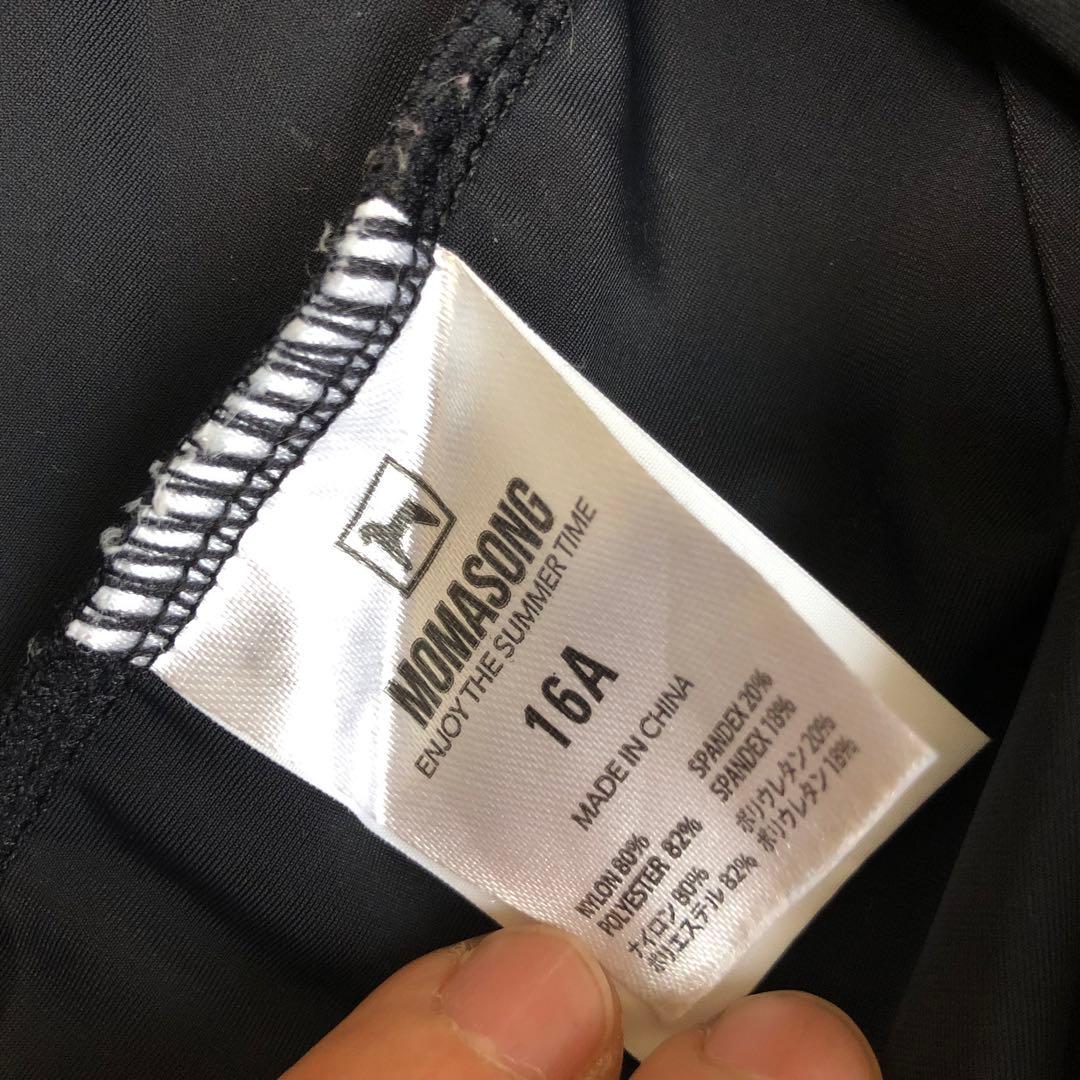 MOMASONG
ENJOY THE SUMMER TIME
16A
MADE IN CHINA
NYLON 80% SPANDEX 20%
POLYESTER 82% SPANDEX 18%
ナイロン 80% ポリウレタン 20%
ポリエステル 82% ポリウレタン 18%